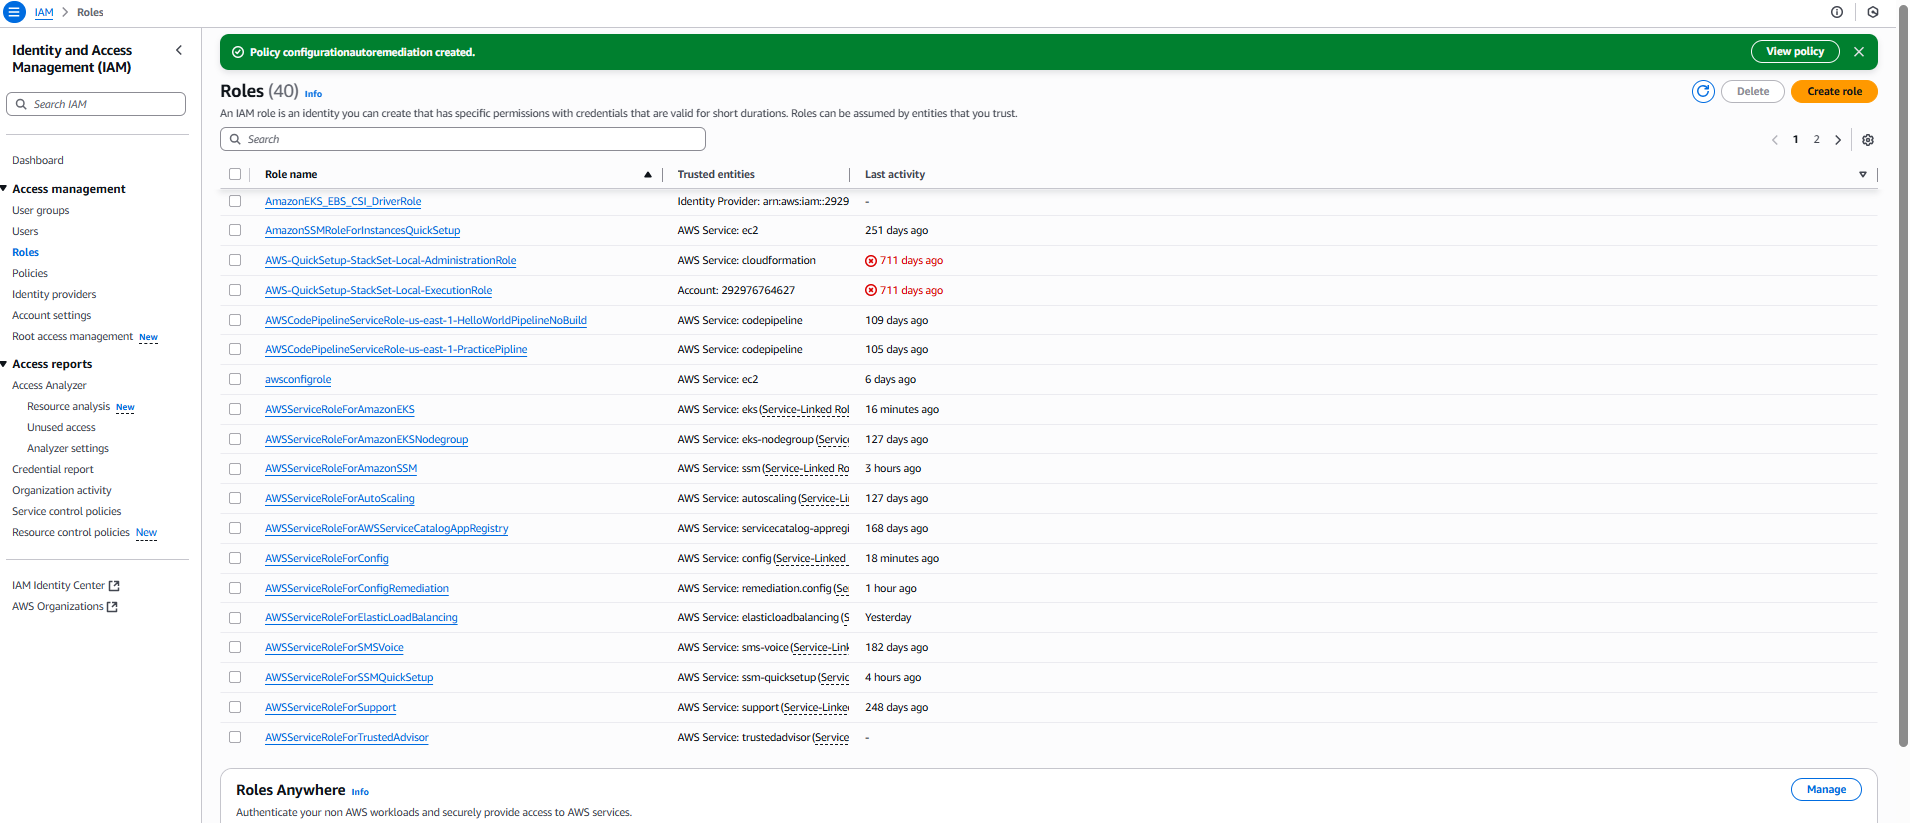 IAM > Roles
Identity and Access Management (IAM)
Search IAM
Dashboard
Access management
User groups
Users
Roles
Policies
Identity providers
Account settings
Root access management New
Access reports
Access Analyzer
Resource analysis New
Unused access
Analyzer settings
Credential report
Organization activity
Service control policies
Resource control policies New
IAM Identity Center
AWS Organizations
Policy configurationautoremediation created.
View policy
Roles (40) Info
Delete
Create role
An IAM role is an identity you can create that has specific permissions with credentials that are valid for short durations. Roles can be assumed by entities that you trust.
Search
1 2
Role name Trusted entities Last activity
AmazonEKS_EBS_CSI_DriverRole Identity Provider: arn:aws:iam::2929 -
AmazonSSMRoleForInstancesQuickSetup AWS Service: ec2 251 days ago
AWS-QuickSetup-StackSet-Local-AdministrationRole AWS Service: cloudformation 711 days ago
AWS-QuickSetup-StackSet-Local-ExecutionRole Account: 292976764627 711 days ago
AWSCodePipelineServiceRole-us-east-1-HelloWorldPipelineNoBuild AWS Service: codepipeline 109 days ago
AWSCodePipelineServiceRole-us-east-1-PracticePipline AWS Service: codepipeline 105 days ago
awsconfigrole AWS Service: ec2 6 days ago
AWSServiceRoleForAmazonEKS AWS Service: eks (Service-Linked Rol 16 minutes ago
AWSServiceRoleForAmazonEKSNodegroup AWS Service: eks-nodegroup (Servic 127 days ago
AWSServiceRoleForAmazonSSM AWS Service: ssm (Service-Linked Ro 3 hours ago
AWSServiceRoleForAutoScaling AWS Service: autoscaling (Service-Li 127 days ago
AWSServiceRoleForAWSServiceCatalogAppRegistry AWS Service: servicecatalog-appregi 168 days ago
AWSServiceRoleForConfig AWS Service: config (Service-Linked 18 minutes ago
AWSServiceRoleForConfigRemediation AWS Service: remediation.config (Se 1 hour ago
AWSServiceRoleForElasticLoadBalancing AWS Service: elasticloadbalancing (S Yesterday
AWSServiceRoleForSMSVoice AWS Service: sms-voice (Service-Link 182 days ago
AWSServiceRoleForSSMQuickSetup AWS Service: ssm-quicksetup (Servic 4 hours ago
AWSServiceRoleForSupport AWS Service: support (Service-Linke 248 days ago
AWSServiceRoleForTrustedAdvisor AWS Service: trustedadvisor (Service -
Roles Anywhere Info
Manage
Authenticate your non AWS workloads and securely provide access to AWS services.